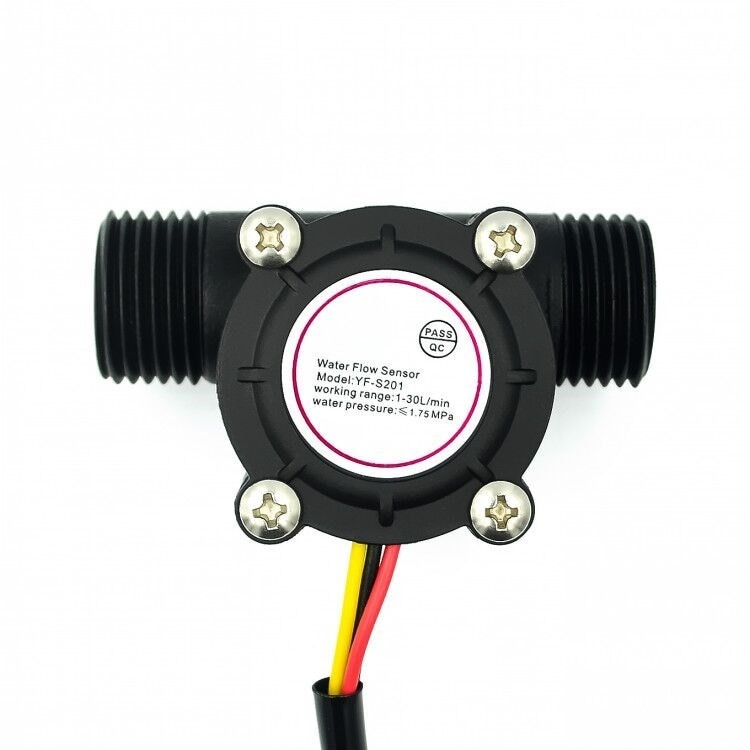 PASS
QC
Water Flow Sensor
Model:YF-S201
working range:1-30L/min
water pressure:≤1.75MPa